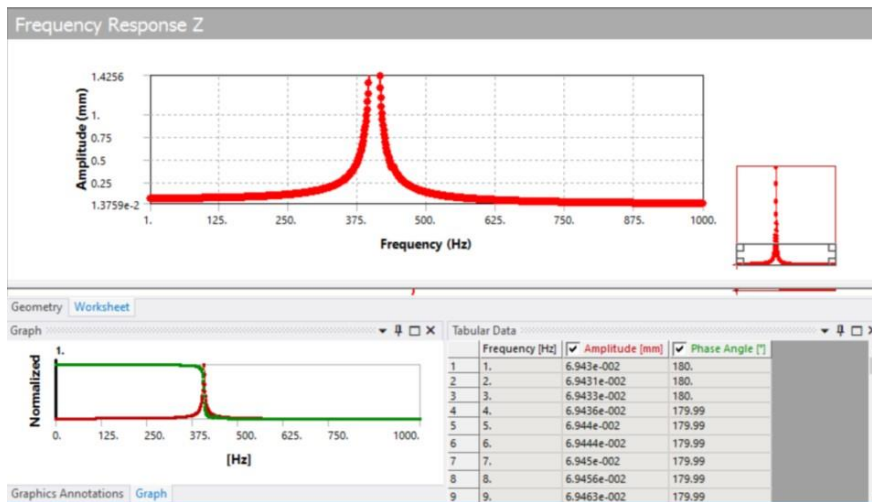 Frequency Response Z
1.4256
1.
0.75
0.5
0.25
1.3759e-2
Amplitude (mm)
1. 125. 250. 375. 500. 625. 750. 875. 1000.
Frequency (Hz)
Geometry Worksheet
Graph
1.
Normalized
0. 125. 250. 375. 500. 625. 750. 1000.
[Hz]
Graphics Annotations Graph
Tabular Data
Frequency [Hz] Amplitude [mm] Phase Angle [°]
1 1. 6.943e-002 180.
2 2. 6.9431e-002 180.
3 3. 6.9433e-002 180.
4 4. 6.9436e-002 179.99
5 5. 6.944e-002 179.99
6 6. 6.9444e-002 179.99
7 7. 6.945e-002 179.99
8 8. 6.9456e-002 179.99
9 9. 6.9463e-002 179.99